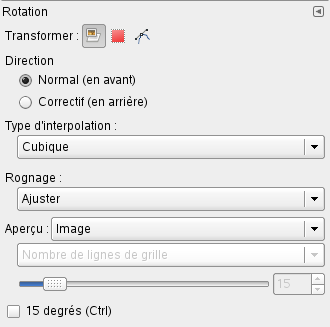 Rotation
Transformer :
Direction
Normal (en avant)
Correctif (en arrière)
Type d'interpolation :
Cubique
Rognage :
Ajuster
Aperçu : Image
Nombre de lignes de grille
15
15 degrés (Ctrl)